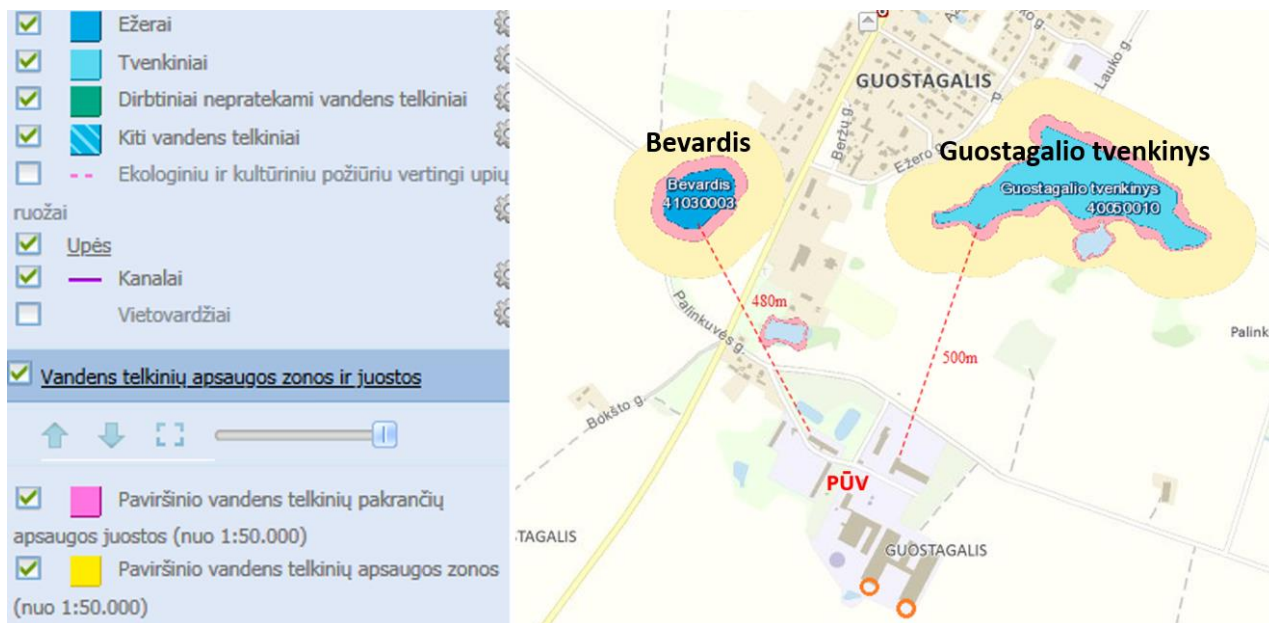 Ežerai
Tvenkiniai
Dirbtiniai nepratekami vandens telkiniai
Kiti vandens telkiniai
Ekologiniu ir kultūriniu požiūriu vertingi upių
ruožai
Upės
Kanalai
Vietovardžiai
Vandens telkinių apsaugos zonos ir juostos
Paviršinio vandens telkinių pakrančių
apsaugos juostos (nuo 1:50.000)
Paviršinio vandens telkinių apsaugos zonos
(nuo 1:50.000)
ko g.
Lauko g.
GUOSTAGALIS
Beržų g.
Ežero g.
Bevardis
Bevardis
41030003
Guostagalio tvenkinys
Guostagalio tvenkinys
40050010
480m
500m
Palinkuvės g.
Palink
Bokšto g.
PŪV
TAGALIS
GUOSTAGALIS